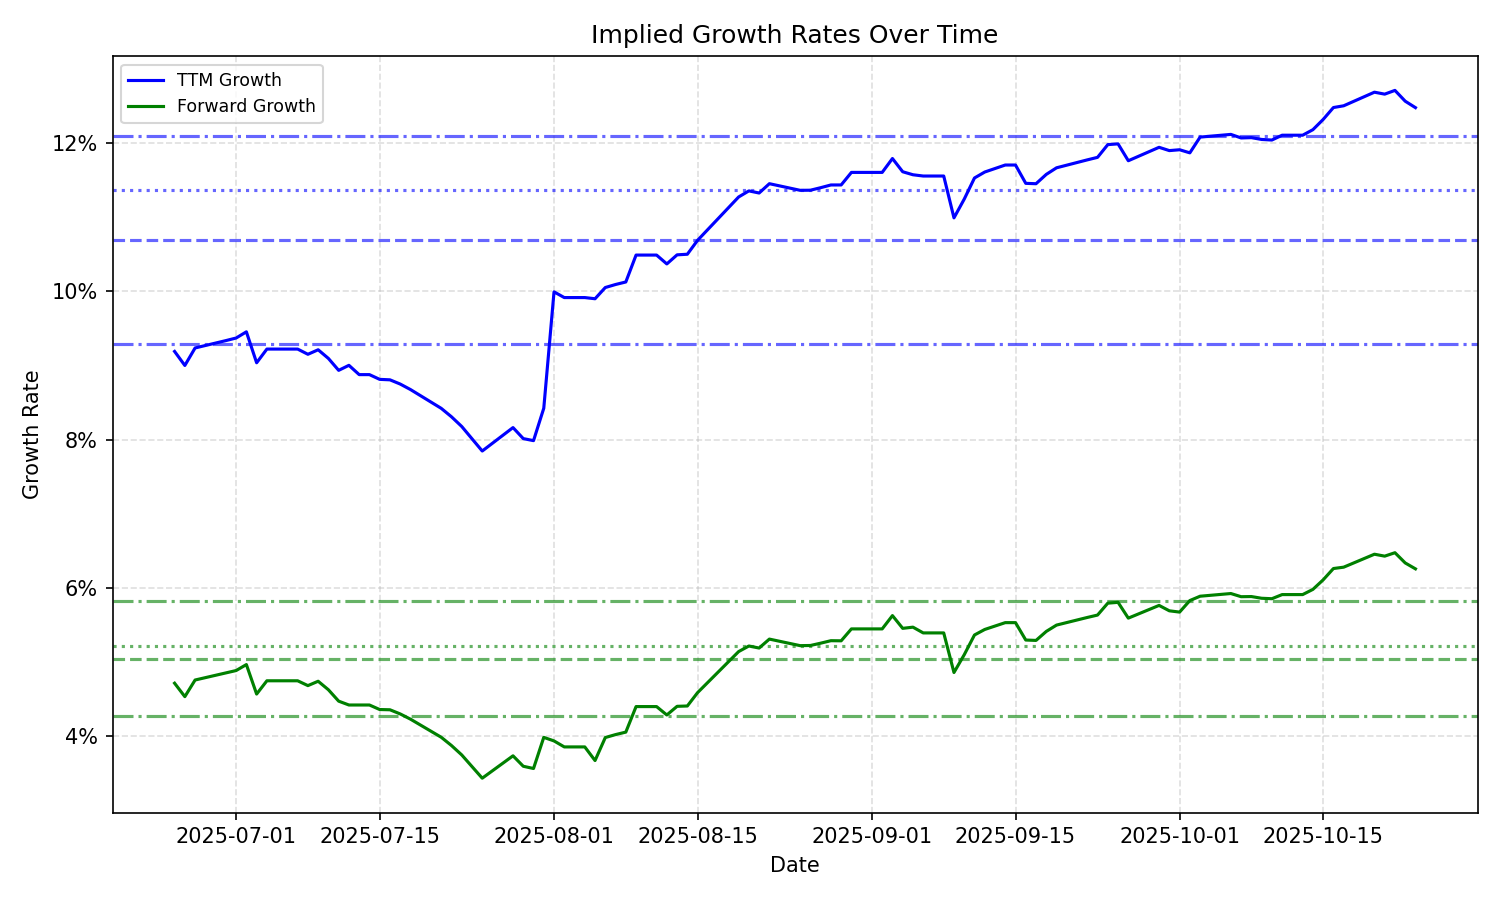 Implied Growth Rates Over Time
TTM Growth
Forward Growth
12%
10%
8%
6%
4%
Growth Rate
2025-07-01 2025-07-15 2025-08-01 2025-08-15 2025-09-01 2025-09-15 2025-10-01 2025-10-15
Date